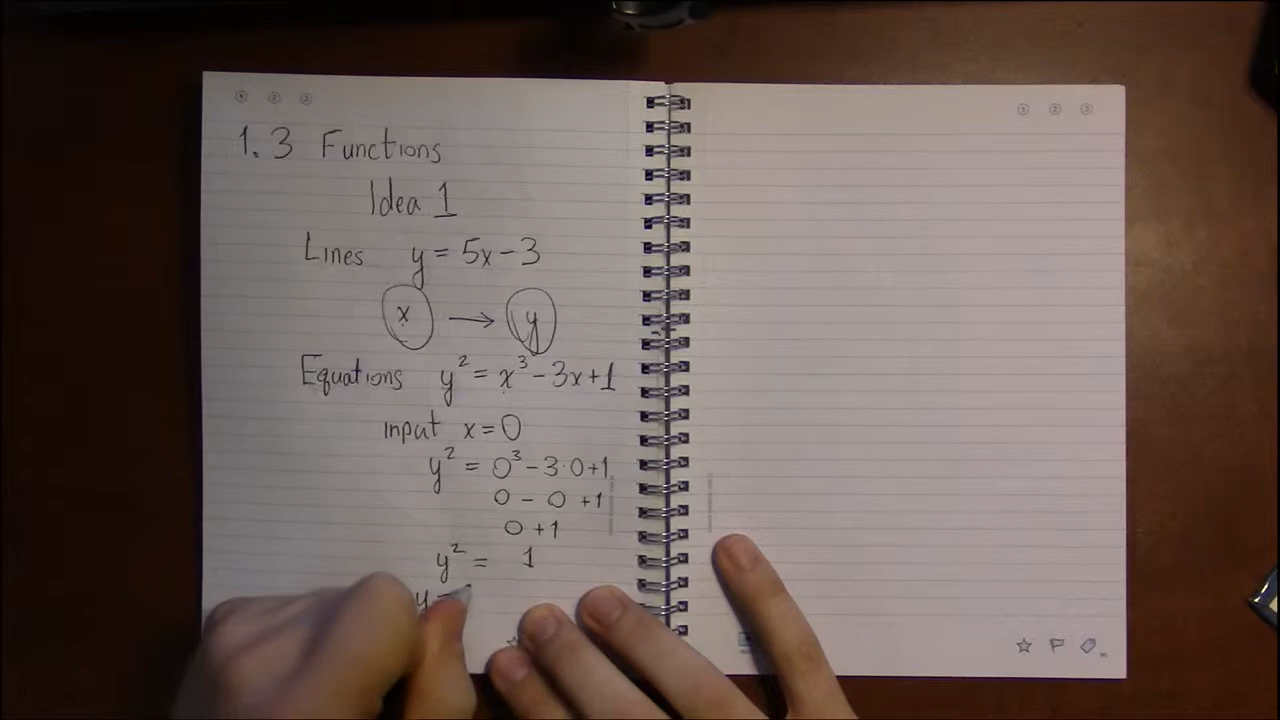 1.3 Functions
Idea 1
Lines y = 5x - 3
x → y
Equations y² = x³ - 3x + 1
input x = 0
y² = 0³ - 3·0 + 1
0 - 0 + 1
0 + 1
y² = 1
y =